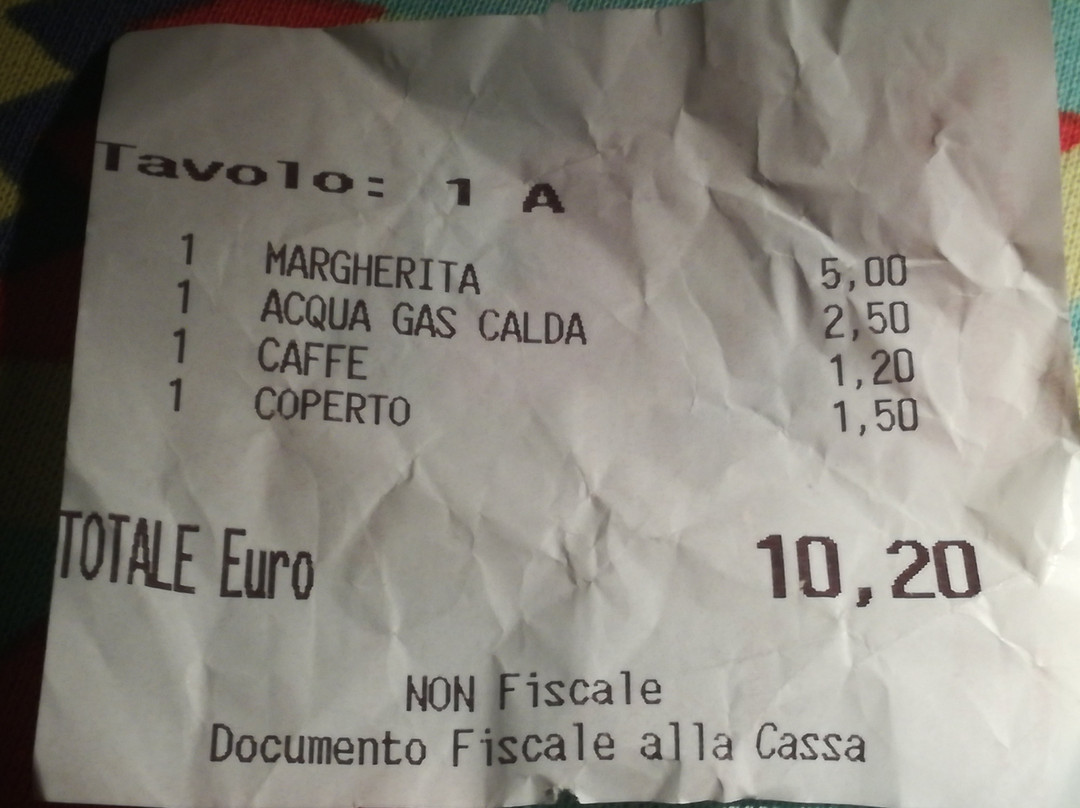 Tavolo: 1 A
1 MARGHERITA 5,00
1 ACQUA GAS CALDA 2,50
1 CAFFE 1,20
1 COPERTO 1,50
TOTALE Euro 10,20
NON Fiscale
Documento Fiscale alla Cassa